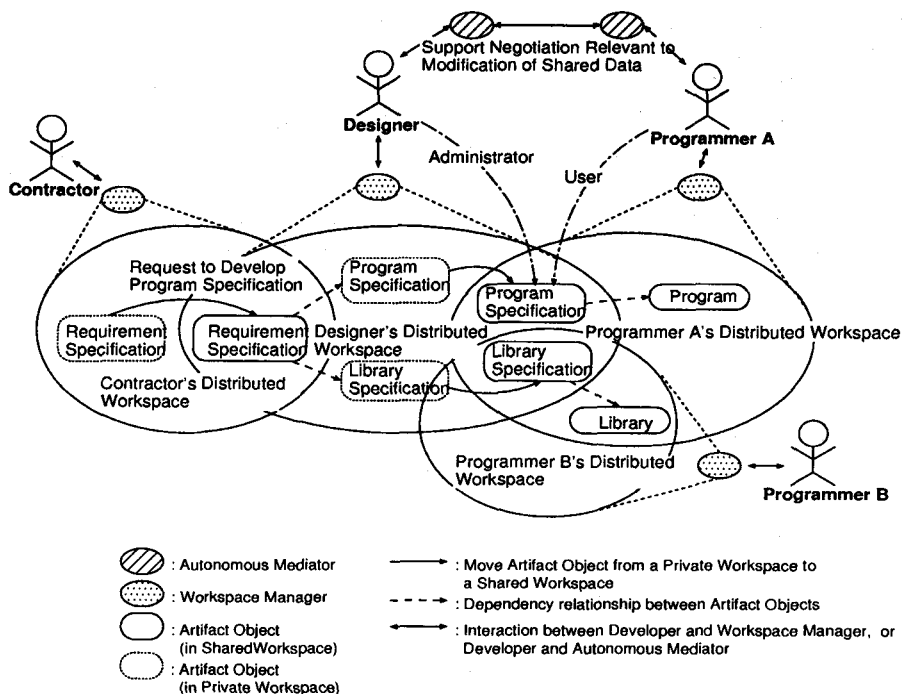 Support Negotiation Relevant to
Modification of Shared Data
Designer
Programmer A
Contractor
Administrator
User
Request to Develop
Program Specification
Program
Specification
Program
Specification
Program
Requirement
Specification
Requirement
Specification
Designer's Distributed
Workspace
Programmer A's Distributed Workspace
Library
Specification
Contractor's Distributed
Workspace
Library
Specification
Library
Programmer B's Distributed
Workspace
Programmer B
: Autonomous Mediator
: Workspace Manager
: Artifact Object
(in SharedWorkspace)
: Artifact Object
(in Private Workspace)
: Move Artifact Object from a Private Workspace to
a Shared Workspace
: Dependency relationship between Artifact Objects
: Interaction between Developer and Workspace Manager, or
Developer and Autonomous Mediator